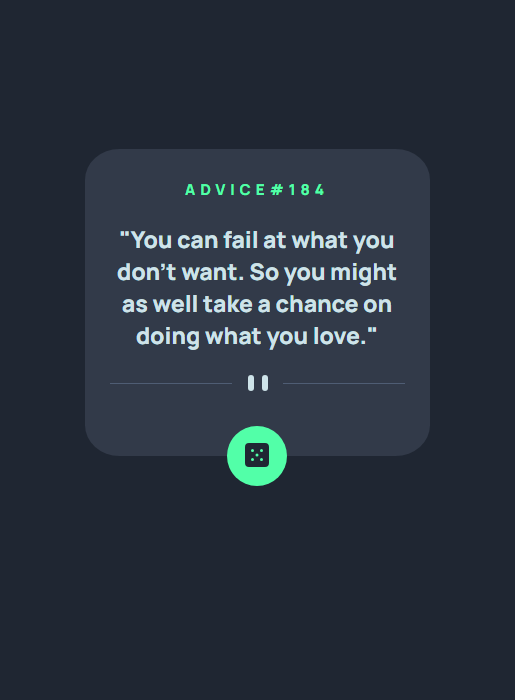 ADVICE#184
"You can fail at what you
don't want. So you might
as well take a chance on
doing what you love."